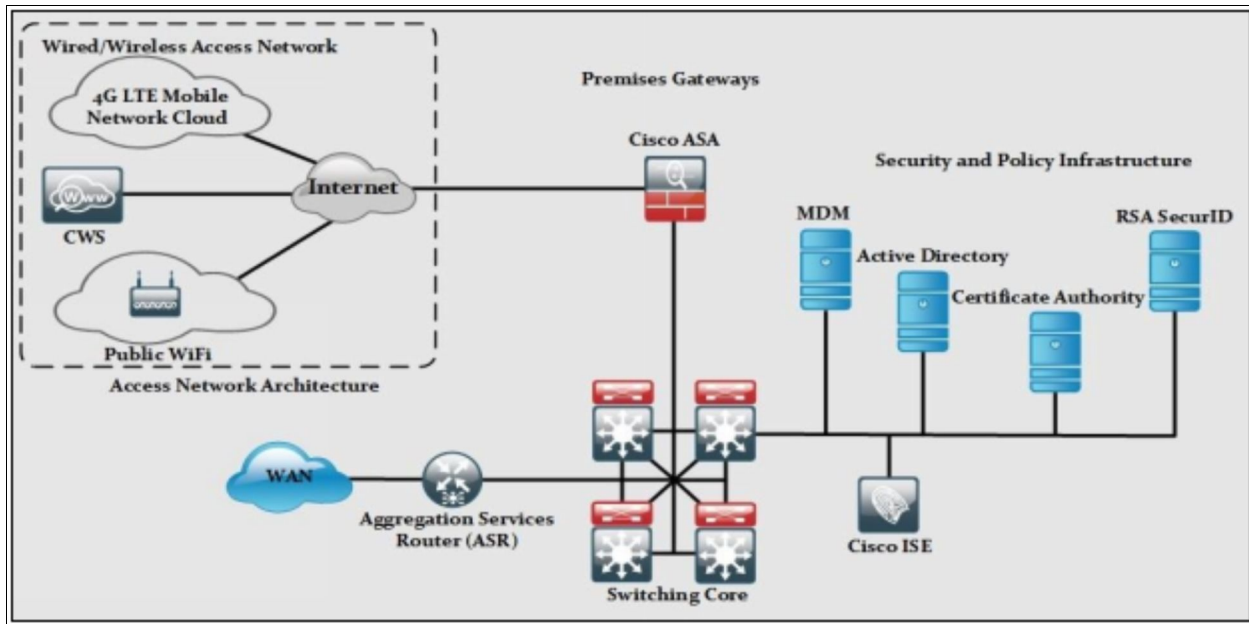 Wired/Wireless Access Network
4G LTE Mobile
Network Cloud
Premises Gateways
Cisco ASA
Security and Policy Infrastructure
Internet
Www
CWS
MDM
RSA SecurID
Active Directory
Certificate Authority
Public WiFi
Access Network Architecture
WAN
Aggregation Services
Router (ASR)
Cisco ISE
Switching Core